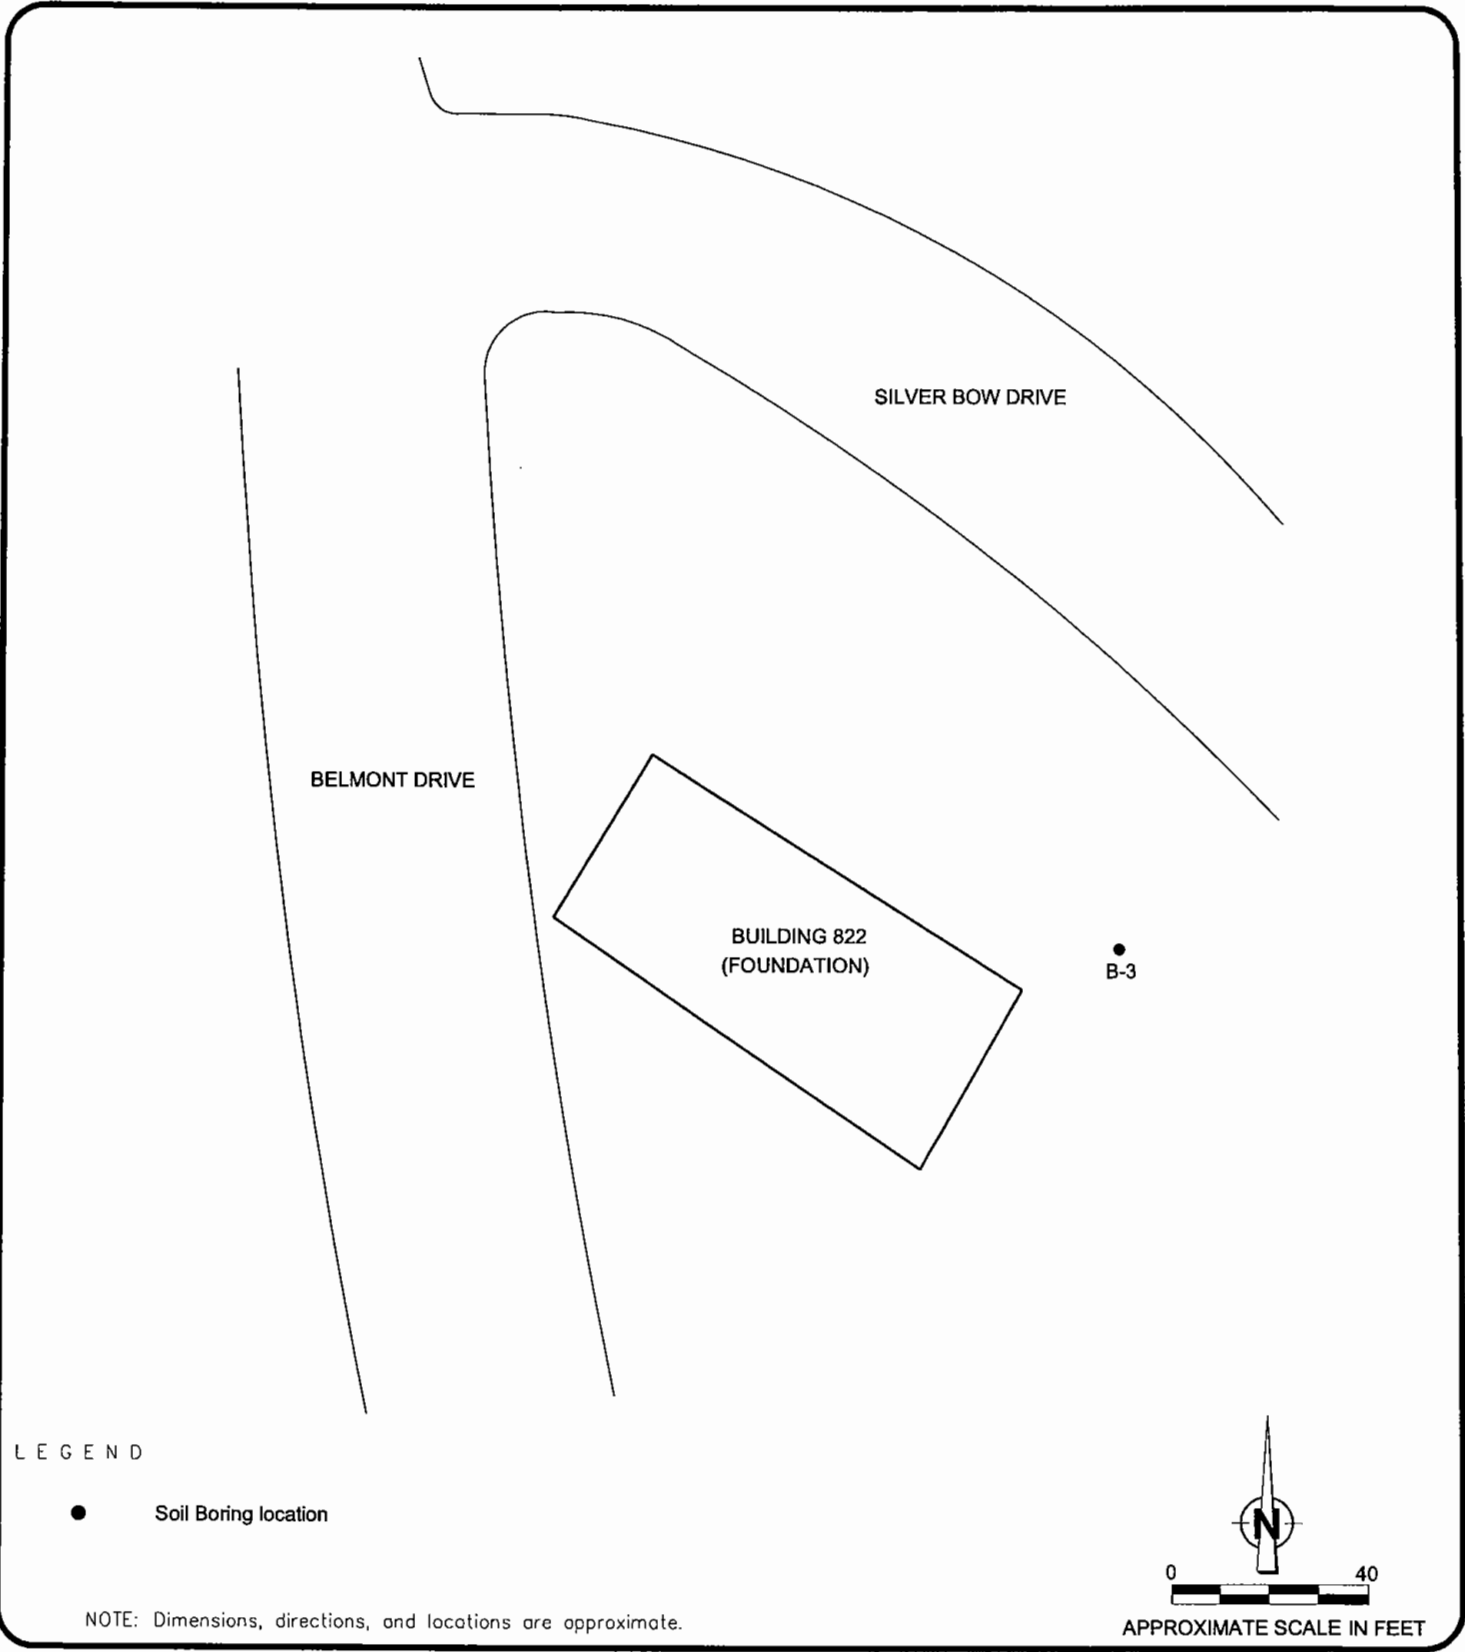 SILVER BOW DRIVE
BELMONT DRIVE
BUILDING 822
(FOUNDATION)
B-3
LEGEND
Soil Boring location
N
0 40
APPROXIMATE SCALE IN FEET
NOTE: Dimensions, directions, and locations are approximate.